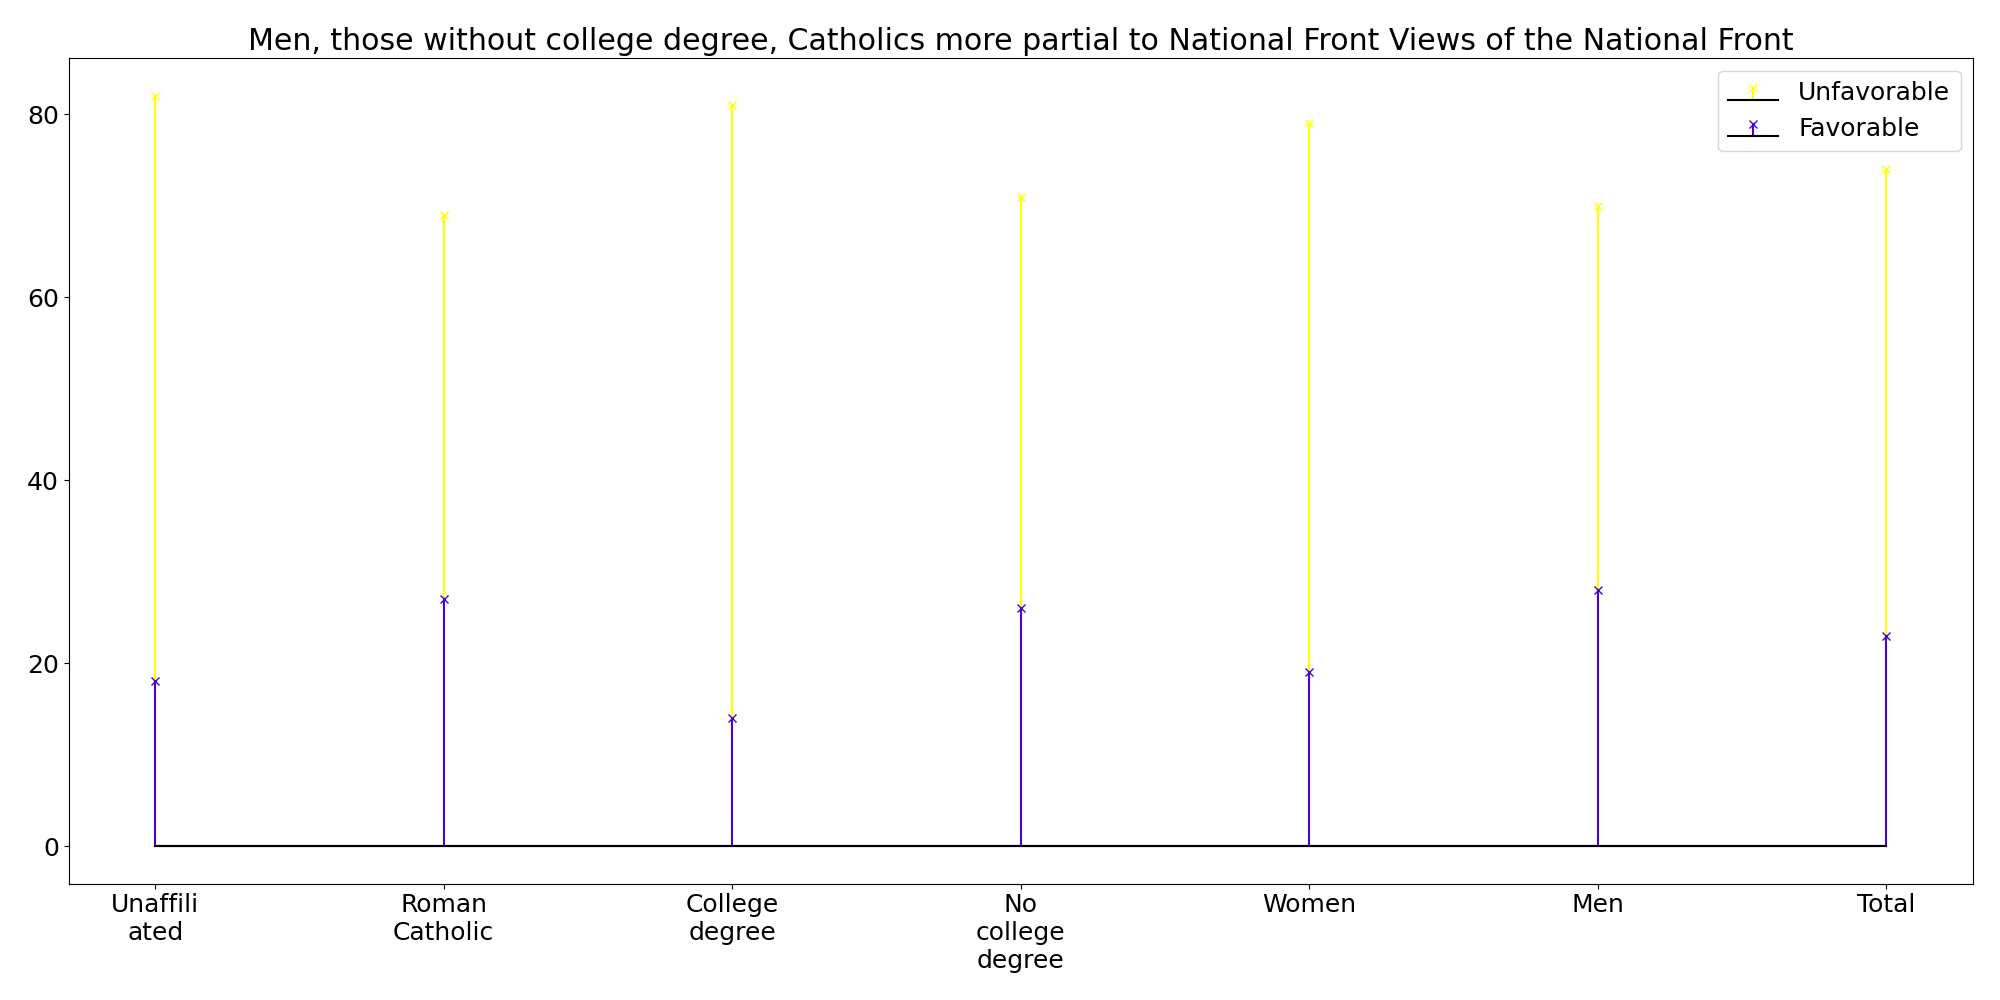 Men, those without college degree, Catholics more partial to National Front Views of the National Front
Unfavorable
Favorable
80
60
40
20
0
Unaffili
ated
Roman
Catholic
College
degree
No
college
degree
Women
Men
Total